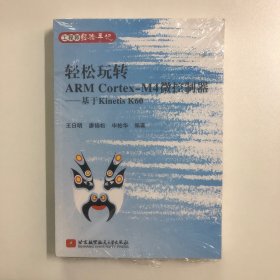 轻松玩转
ARM Cortex-M4微控制器
——基于Kinetis K60
王日明 廖锦松 申柏华 编著
北京航空航天大学出版社